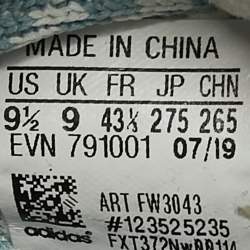 MADE IN CHINA
US UK FR JP CHN
9½ 9 43⅓ 275 265
EVN 791001 07/19
ART FW3043
#123525235
adidas